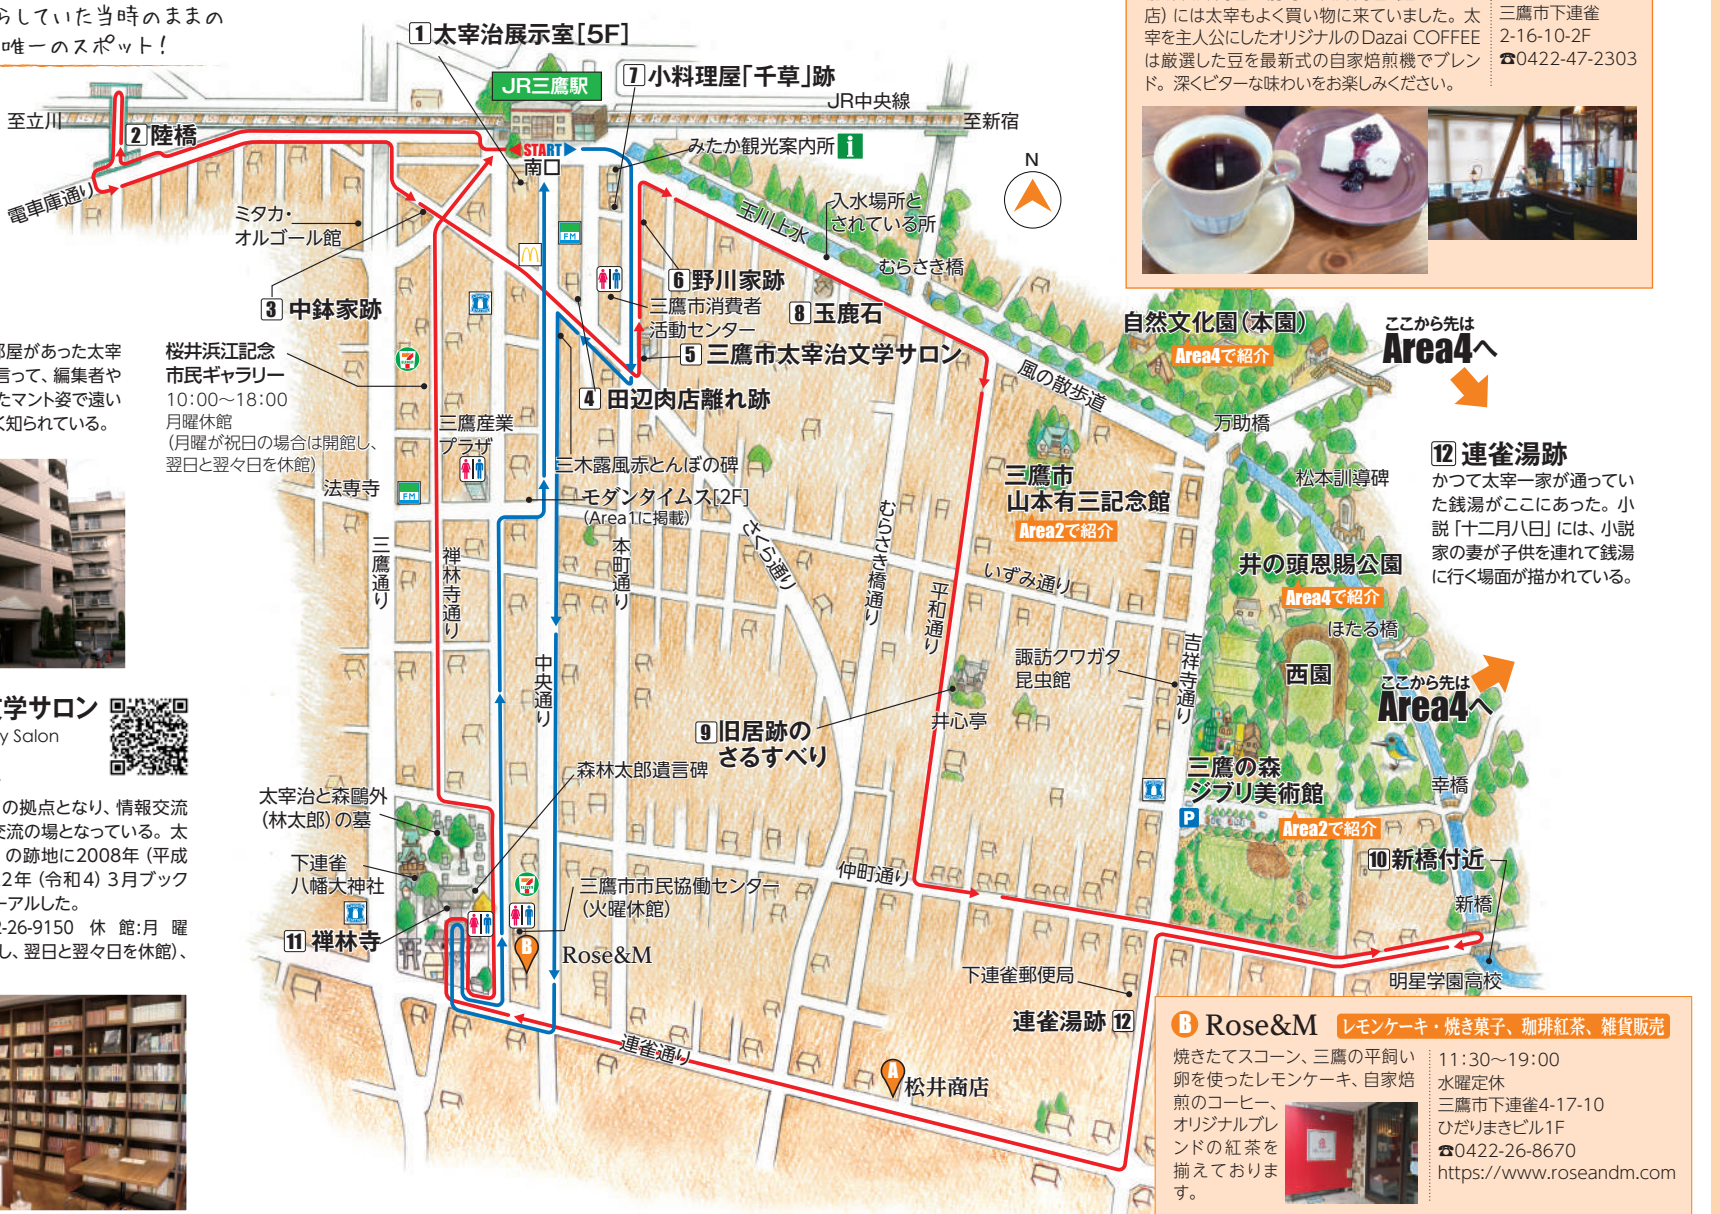 らしていた当時のままの
唯一のスポット！
1 太宰治展示室[5F]
JR三鷹駅
7 小料理屋「千草」跡
JR中央線
至立川
至新宿
2 陸橋
START
南口
みたか観光案内所 i
N
電車庫通り
ミタカ・
オルゴール館
玉川上水
入水場所と
されている所
むらさき橋
FM
3 中鉢家跡
6 野川家跡
三鷹市消費者
活動センター
8 玉鹿石
5 三鷹市太宰治文学サロン
4 田辺肉店離れ跡
部屋があった太宰
言って、編集者や
たマント姿で遠い
く知られている。
桜井浜江記念
市民ギャラリー
10:00〜18:00
月曜休館
（月曜が祝日の場合は開館し、
翌日と翌々日を休館）
三鷹産業
プラザ
三木露風赤とんぼの碑
モダンタイムス[2F]
（Area1に掲載）
法専寺
FM
三鷹通り
禅林寺通り
本町通り
さくら通り
中央通り
むらさき橋通り
平和通り
いずみ通り
吉祥寺通り
風の散歩道
店）には太宰もよく買い物に来ていました。太
宰を主人公にしたオリジナルのDazai COFFEE
は厳選した豆を最新式の自家焙煎機でブレン
ド。深くビターな味わいをお楽しみください。
三鷹市下連雀
2-16-10-2F
☎0422-47-2303
自然文化園（本園）
Area4で紹介
ここから先は
Area4へ
万助橋
三鷹市
山本有三記念館
Area2で紹介
松本訓導碑
12 連雀湯跡
かつて太宰一家が通ってい
た銭湯がここにあった。小
説「十二月八日」には、小説
家の妻が子供を連れて銭湯
に行く場面が描かれている。
井の頭恩賜公園
Area4で紹介
ほたる橋
西園
ここから先は
Area4へ
諏訪クワガタ
昆虫館
井心亭
9 旧居跡の
さるすべり
三鷹の森
ジブリ美術館
Area2で紹介
P
幸橋
10 新橋付近
新橋
明星学園高校
文学サロン
y Salon
の拠点となり、情報交流
交流の場となっている。太
の跡地に2008年（平成
2年（令和4）3月ブック
ーアルした。
2-26-9150 休館:月曜
し、翌日と翌々日を休館）、
太宰治と森鷗外
（林太郎）の墓
森林太郎遺言碑
下連雀
八幡大神社
11 禅林寺
三鷹市市民協働センター
（火曜休館）
B
Rose&M
仲町通り
下連雀郵便局
連雀湯跡 12
連雀通り
A
松井商店
B Rose&M レモンケーキ・焼き菓子、珈琲紅茶、雑貨販売
焼きたてスコーン、三鷹の平飼い
卵を使ったレモンケーキ、自家焙
煎のコーヒー、
オリジナルブレ
ンドの紅茶を
揃えておりま
す。
11:30〜19:00
水曜定休
三鷹市下連雀4-17-10
ひだりまきビル1F
☎0422-26-8670
https://www.roseandm.com